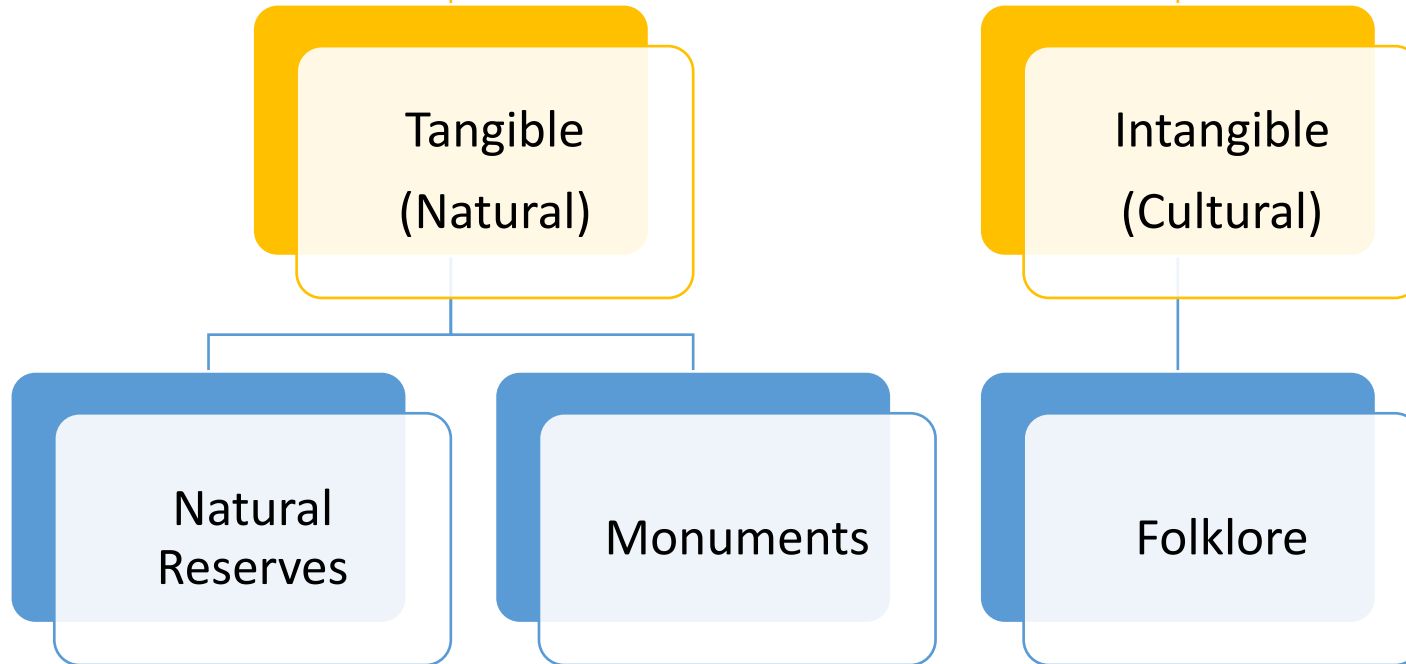 Tangible
(Natural)
Intangible
(Cultural)
Natural
Reserves
Monuments
Folklore